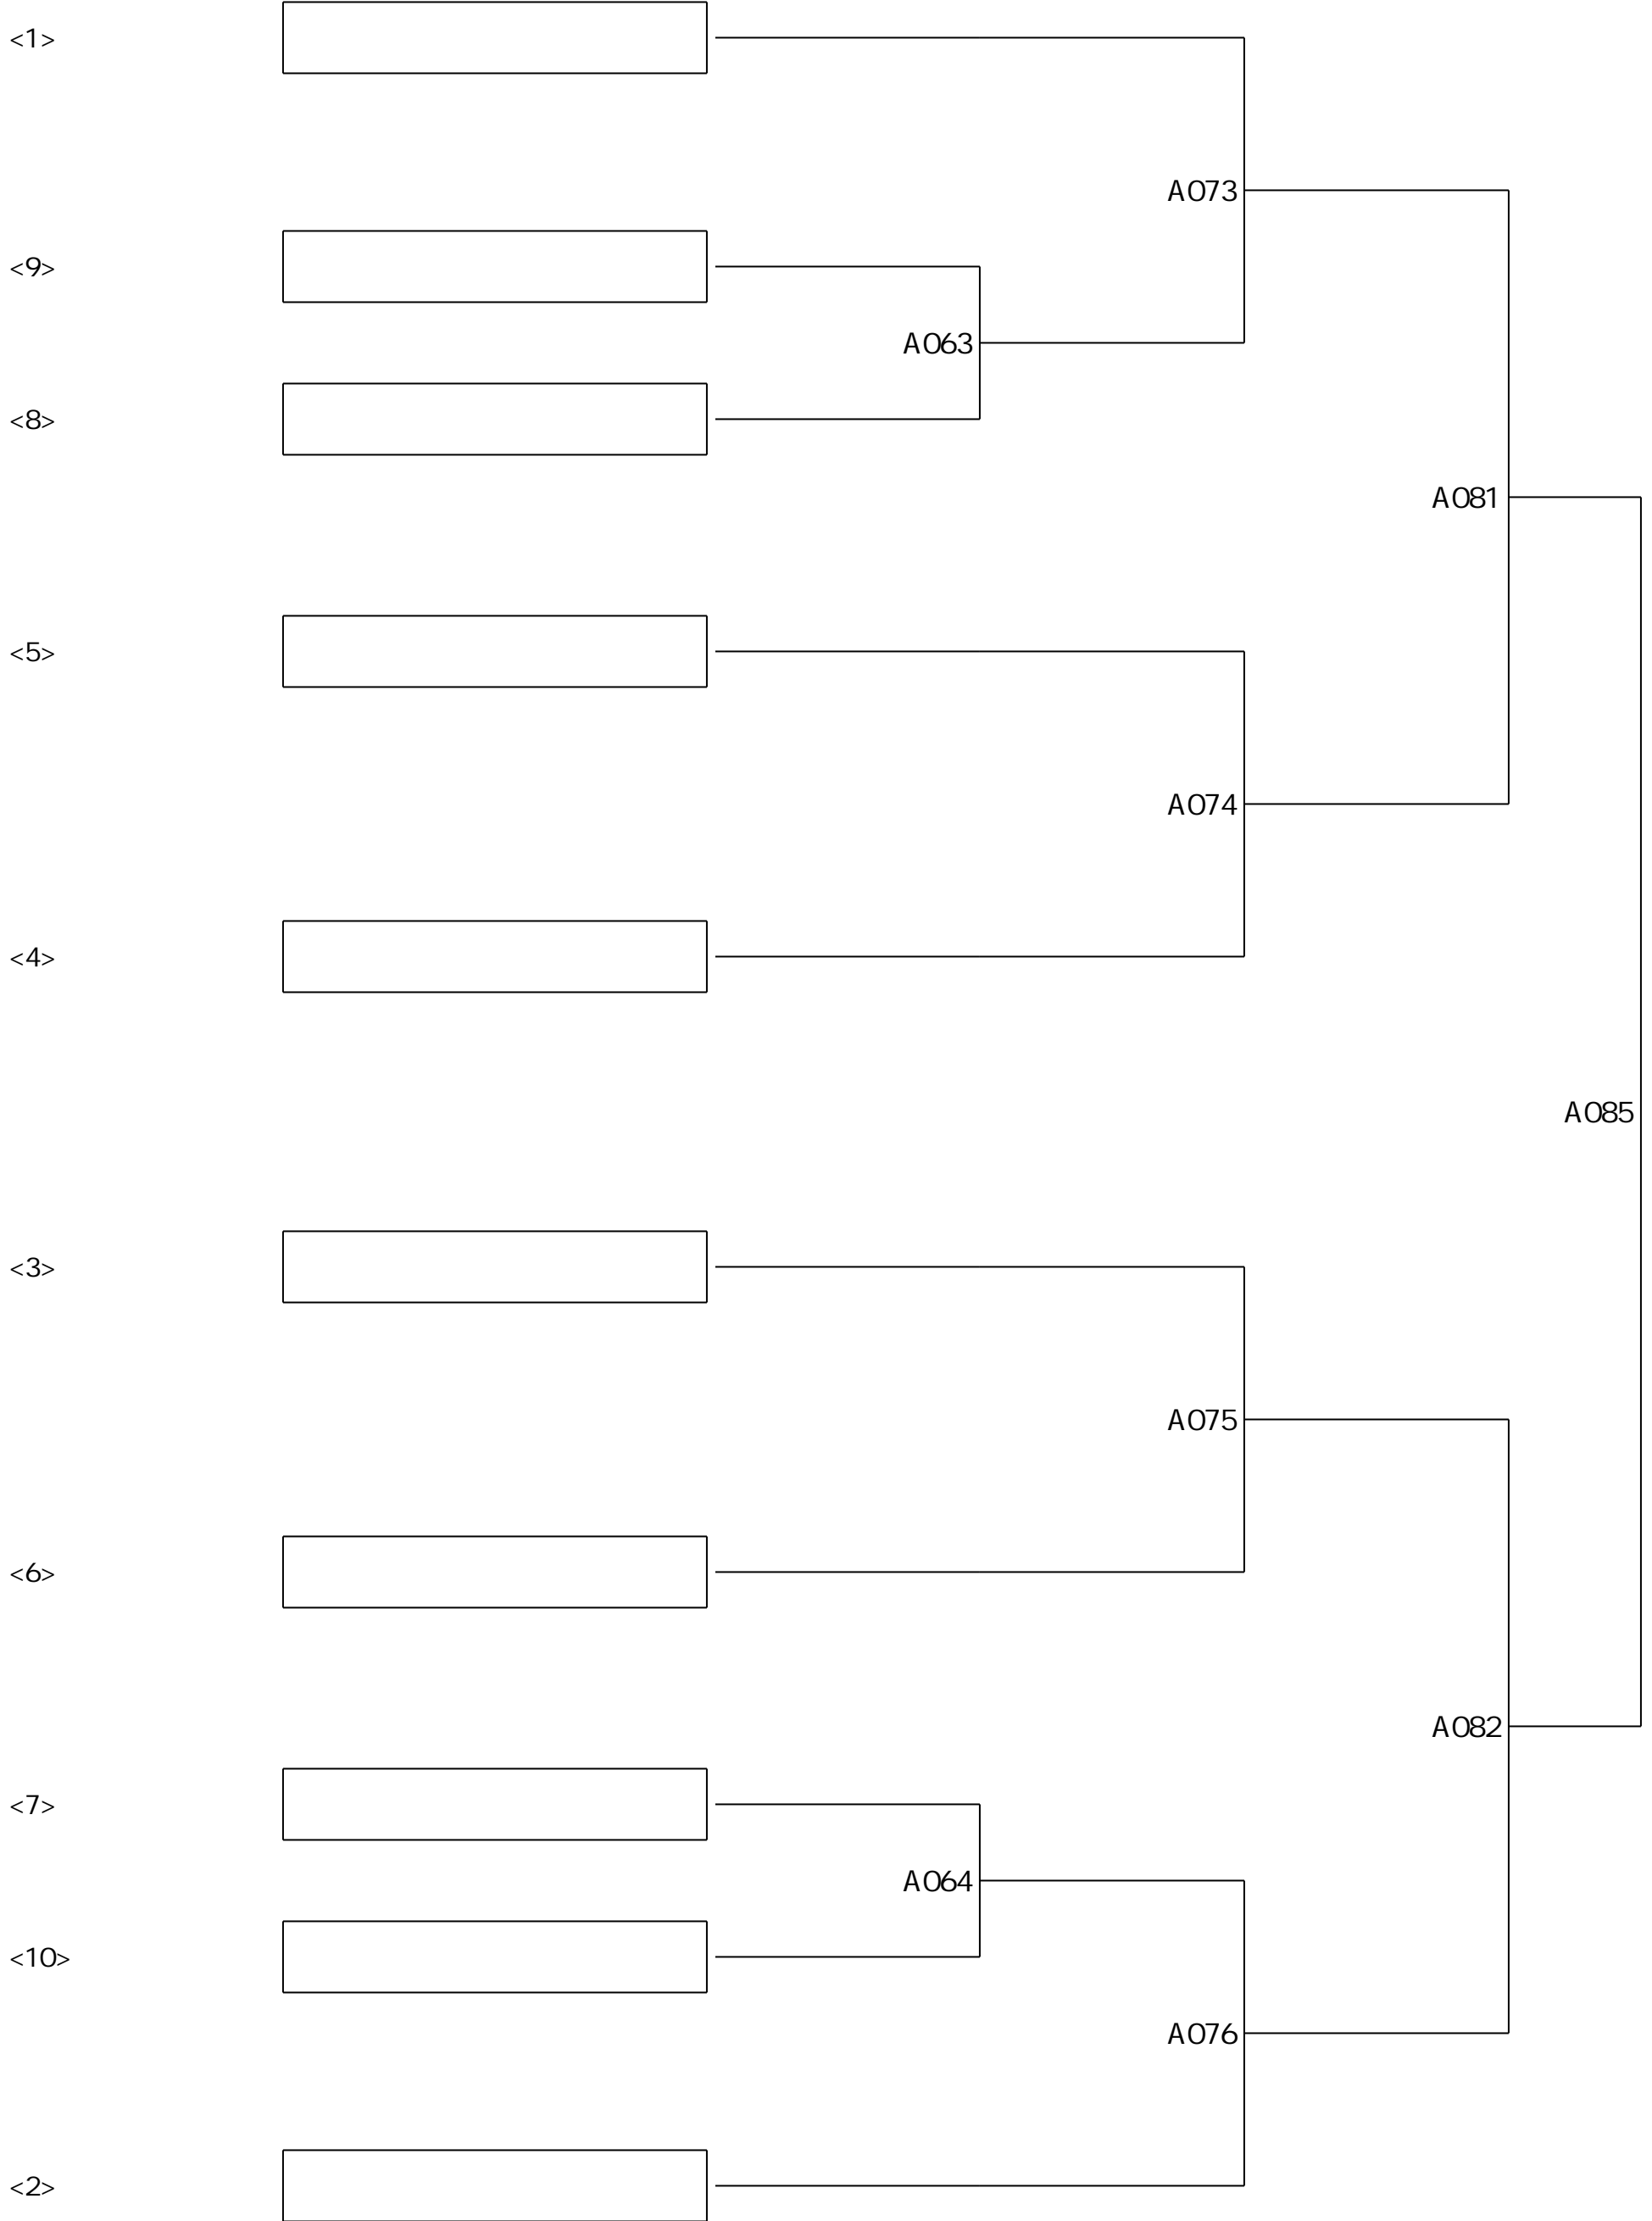 <1>
A073
<9>
A063
<8>
A081
<5>
A074
<4>
A085
<3>
A075
<6>
A082
<7>
A064
<10>
A076
<2>